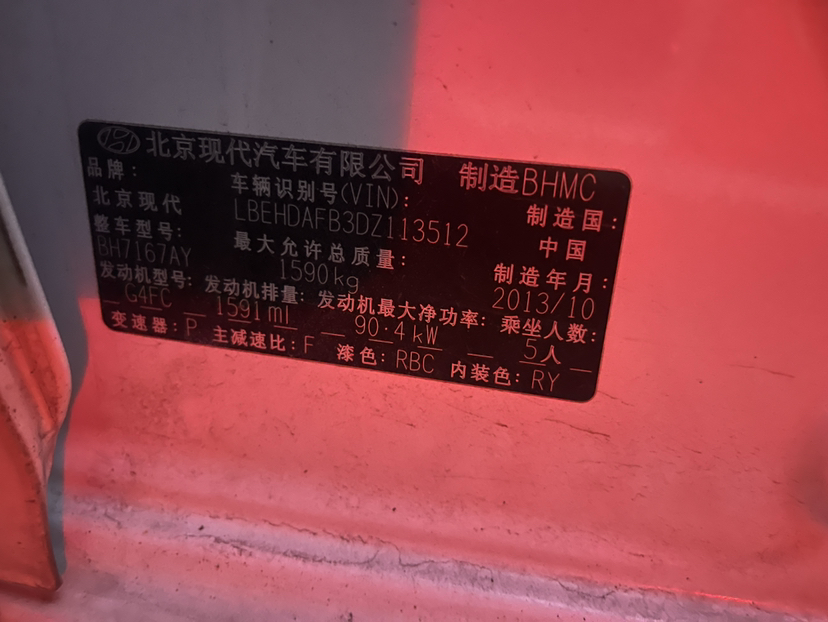 北京现代汽车有限公司 制造BHMC
品牌: 车辆识别号(VIN): 制造国:
北京现代 LBEHDAFB3DZ113512 中国
整车型号: 最大允许总质量: 制造年月:
BH7167AY 1590kg 2013/10
发动机型号: 发动机排量: 发动机最大净功率: 乘坐人数:
G4FC 1591ml 90.4kW 5人
变速器: P 主减速比: F 漆色: RBC 内装色: RY